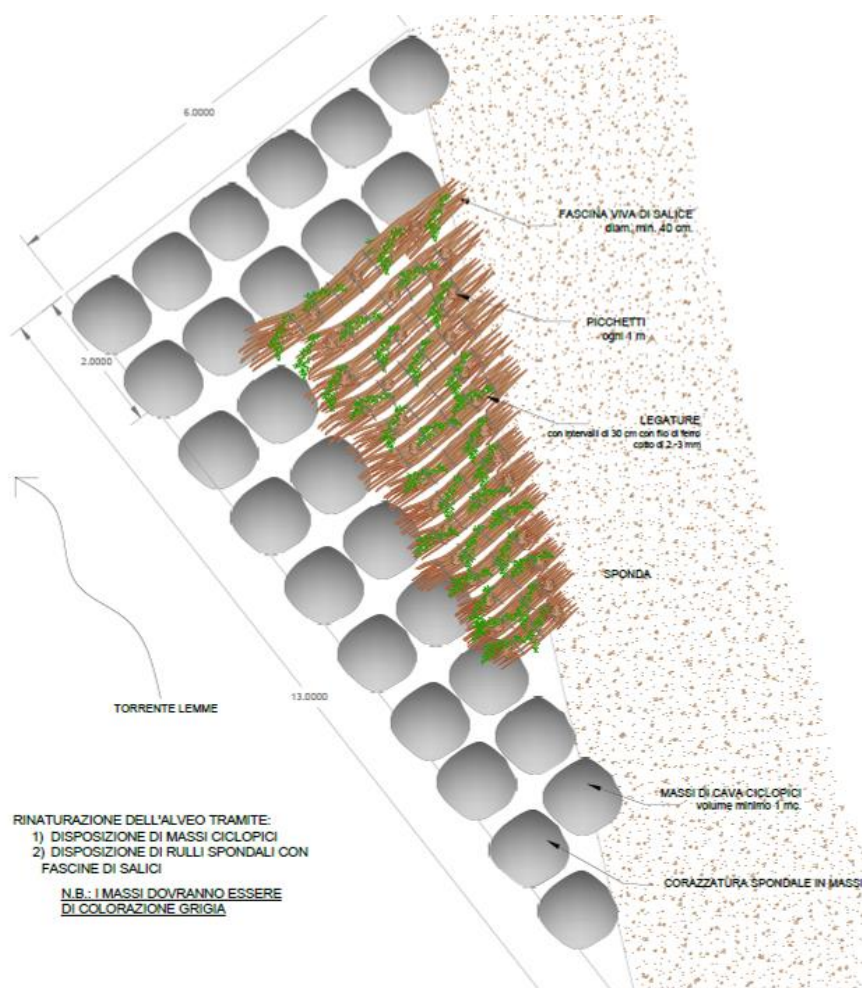 6.0000
FASCINA VIVA DI SALICE
diam. min. 40 cm.
PICCHETTI
ogni 1 m
2.0000
LEGATURE
con intervalli di 30 cm con filo di ferro
cotto di 2.-3 mm
SPONDA
13.0000
TORRENTE LEMME
MASSI DI CAVA CICLOPICI
volume minimo 1 mc.
RINATURAZIONE DELL'ALVEO TRAMITE:
1) DISPOSIZIONE DI MASSI CICLOPICI
2) DISPOSIZIONE DI RULLI SPONDALI CON
FASCINE DI SALICI
CORAZZATURA SPONDALE IN MASSI
N.B.: I MASSI DOVRANNO ESSERE
DI COLORAZIONE GRIGIA